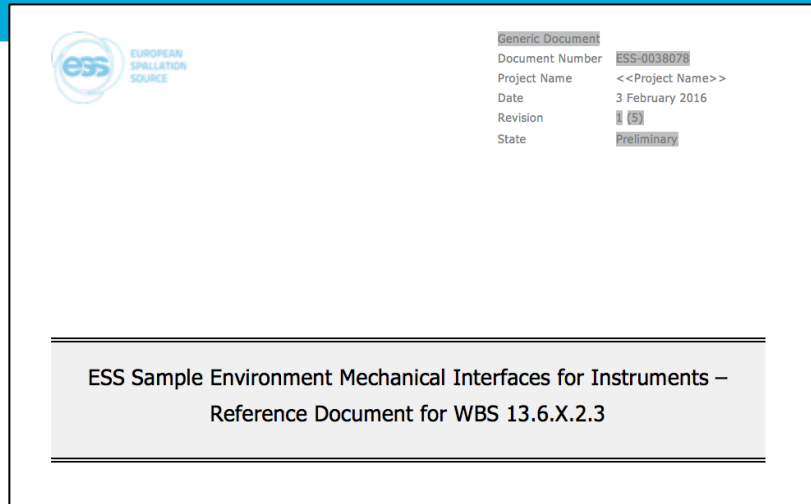 ess
EUROPEAN
SPALLATION
SOURCE
Generic Document
Document Number ESS-0038078
Project Name <<Project Name>>
Date 3 February 2016
Revision 1 (5)
State Preliminary
ESS Sample Environment Mechanical Interfaces for Instruments –
Reference Document for WBS 13.6.X.2.3